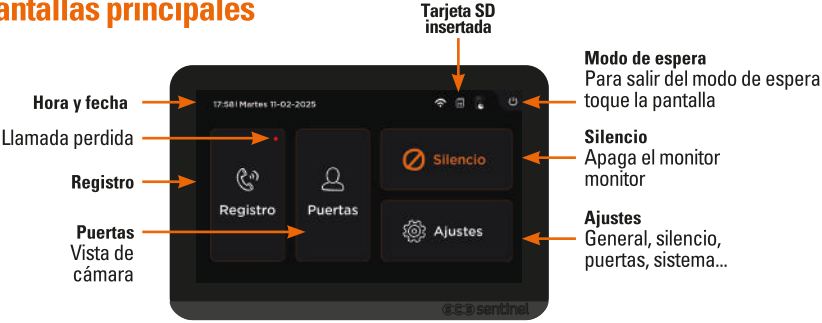 antallas principales
Tarjeta SD
insertada
Hora y fecha
Llamada perdida
Registro
Puertas
Vista de
cámara
17:58| Martes 11-02-2025
Registro
Puertas
Silencio
Ajustes
sentinel
Modo de espera
Para salir del modo de espera
toque la pantalla
Silencio
Apaga el monitor
monitor
Ajustes
General, silencio,
puertas, sistema...